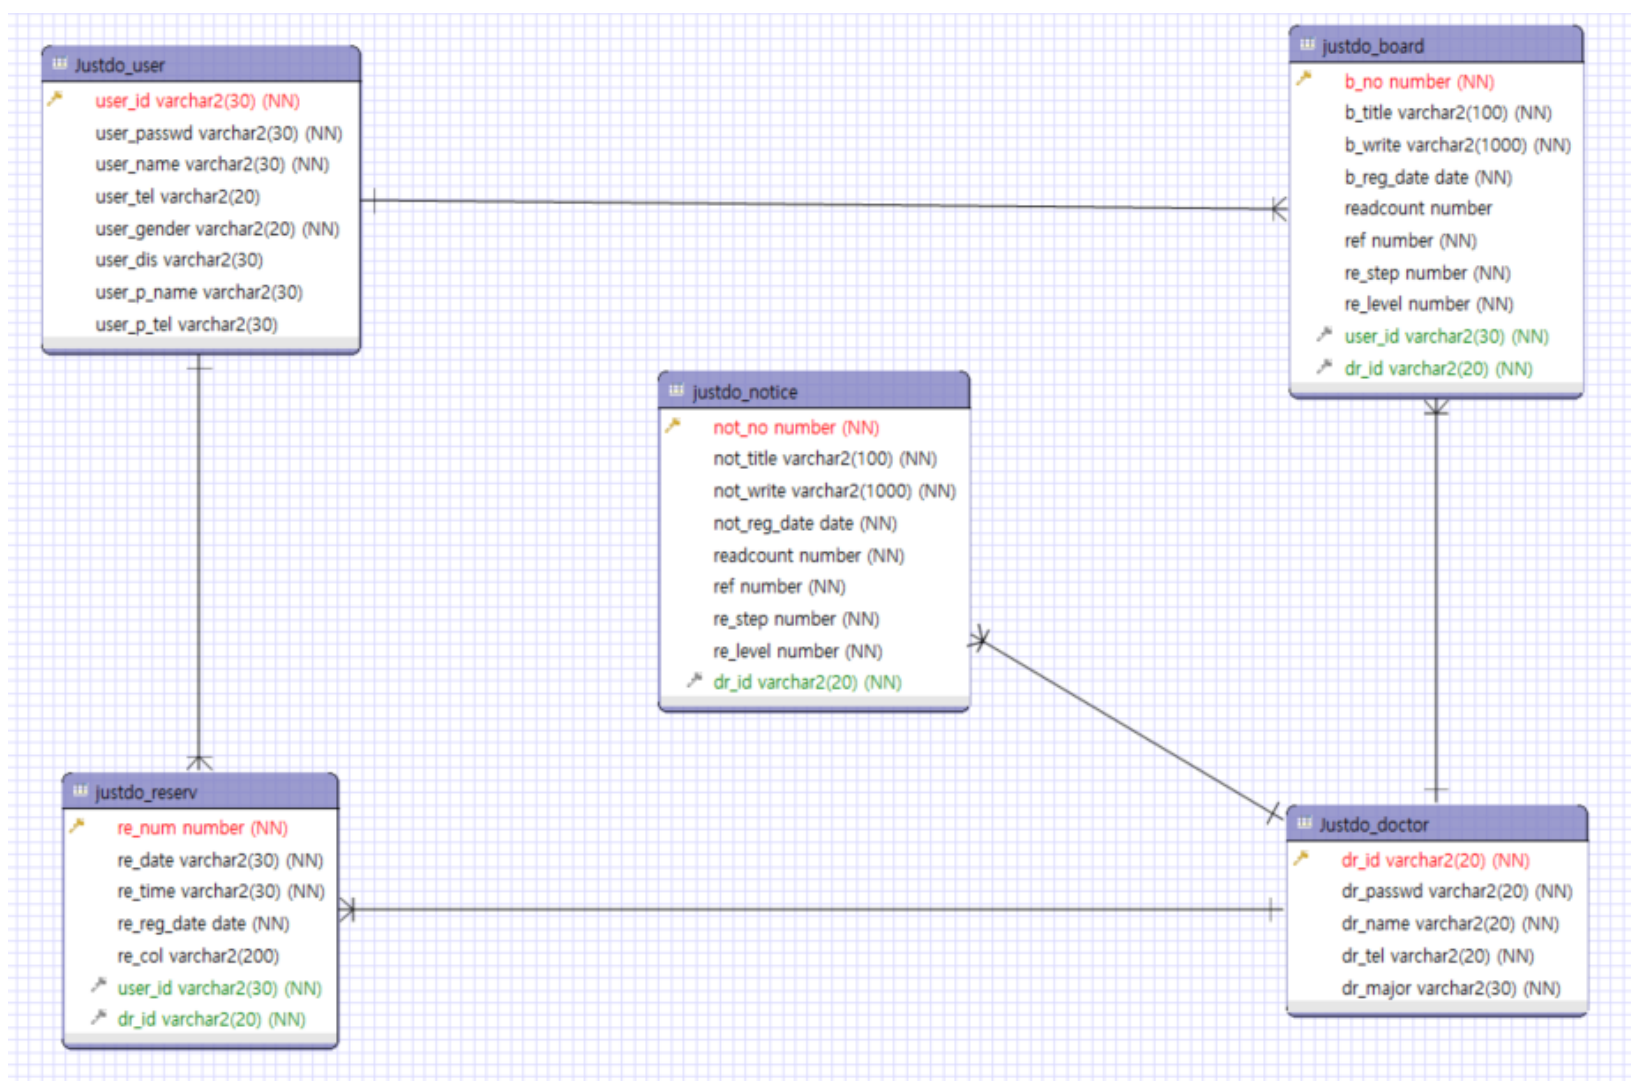 Justdo_user
user_id varchar2(30) (NN)
user_passwd varchar2(30) (NN)
user_name varchar2(30) (NN)
user_tel varchar2(20)
user_gender varchar2(20) (NN)
user_dis varchar2(30)
user_p_name varchar2(30)
user_p_tel varchar2(30)
justdo_board
b_no number (NN)
b_title varchar2(100) (NN)
b_write varchar2(1000) (NN)
b_reg_date date (NN)
readcount number
ref number (NN)
re_step number (NN)
re_level number (NN)
user_id varchar2(30) (NN)
dr_id varchar2(20) (NN)
justdo_notice
not_no number (NN)
not_title varchar2(100) (NN)
not_write varchar2(1000) (NN)
not_reg_date date (NN)
readcount number (NN)
ref number (NN)
re_step number (NN)
re_level number (NN)
dr_id varchar2(20) (NN)
justdo_reserv
re_num number (NN)
re_date varchar2(30) (NN)
re_time varchar2(30) (NN)
re_reg_date date (NN)
re_col varchar2(200)
user_id varchar2(30) (NN)
dr_id varchar2(20) (NN)
Justdo_doctor
dr_id varchar2(20) (NN)
dr_passwd varchar2(20) (NN)
dr_name varchar2(20) (NN)
dr_tel varchar2(20) (NN)
dr_major varchar2(30) (NN)